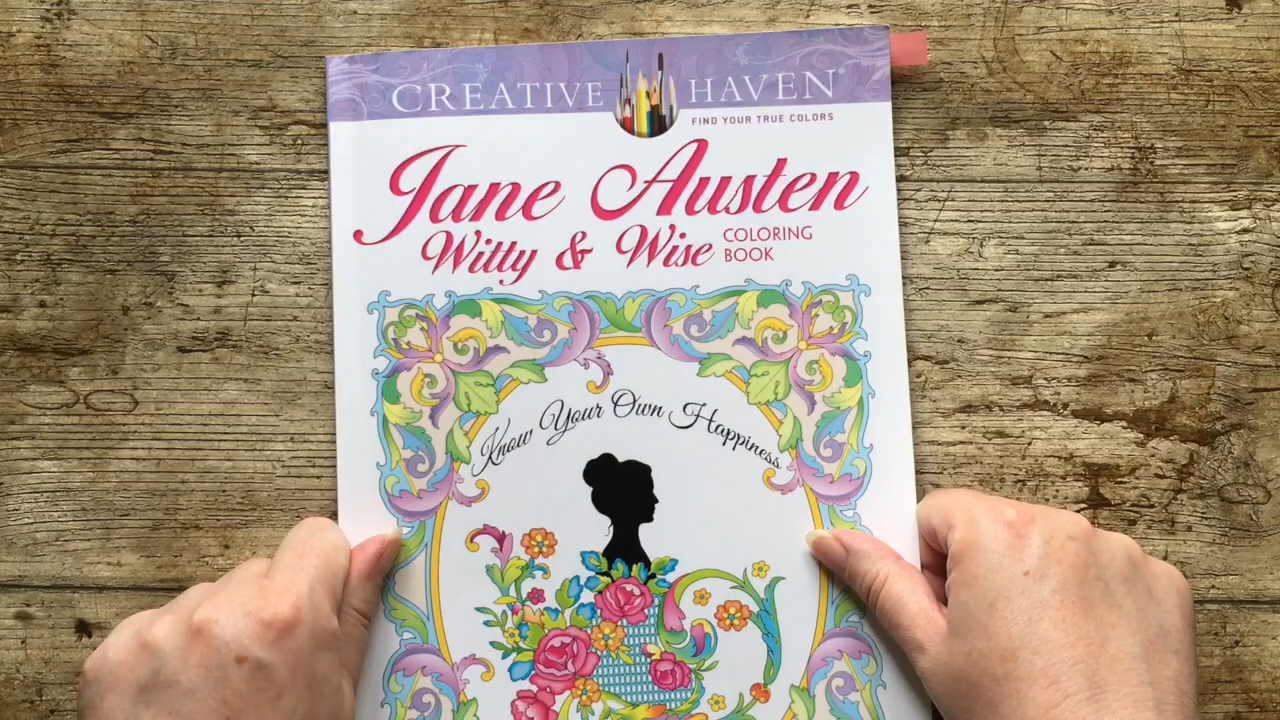 CREATIVE HAVEN®
FIND YOUR TRUE COLORS
Jane Austen
Witty & Wise COLORING
BOOK
Know Your Own Happiness